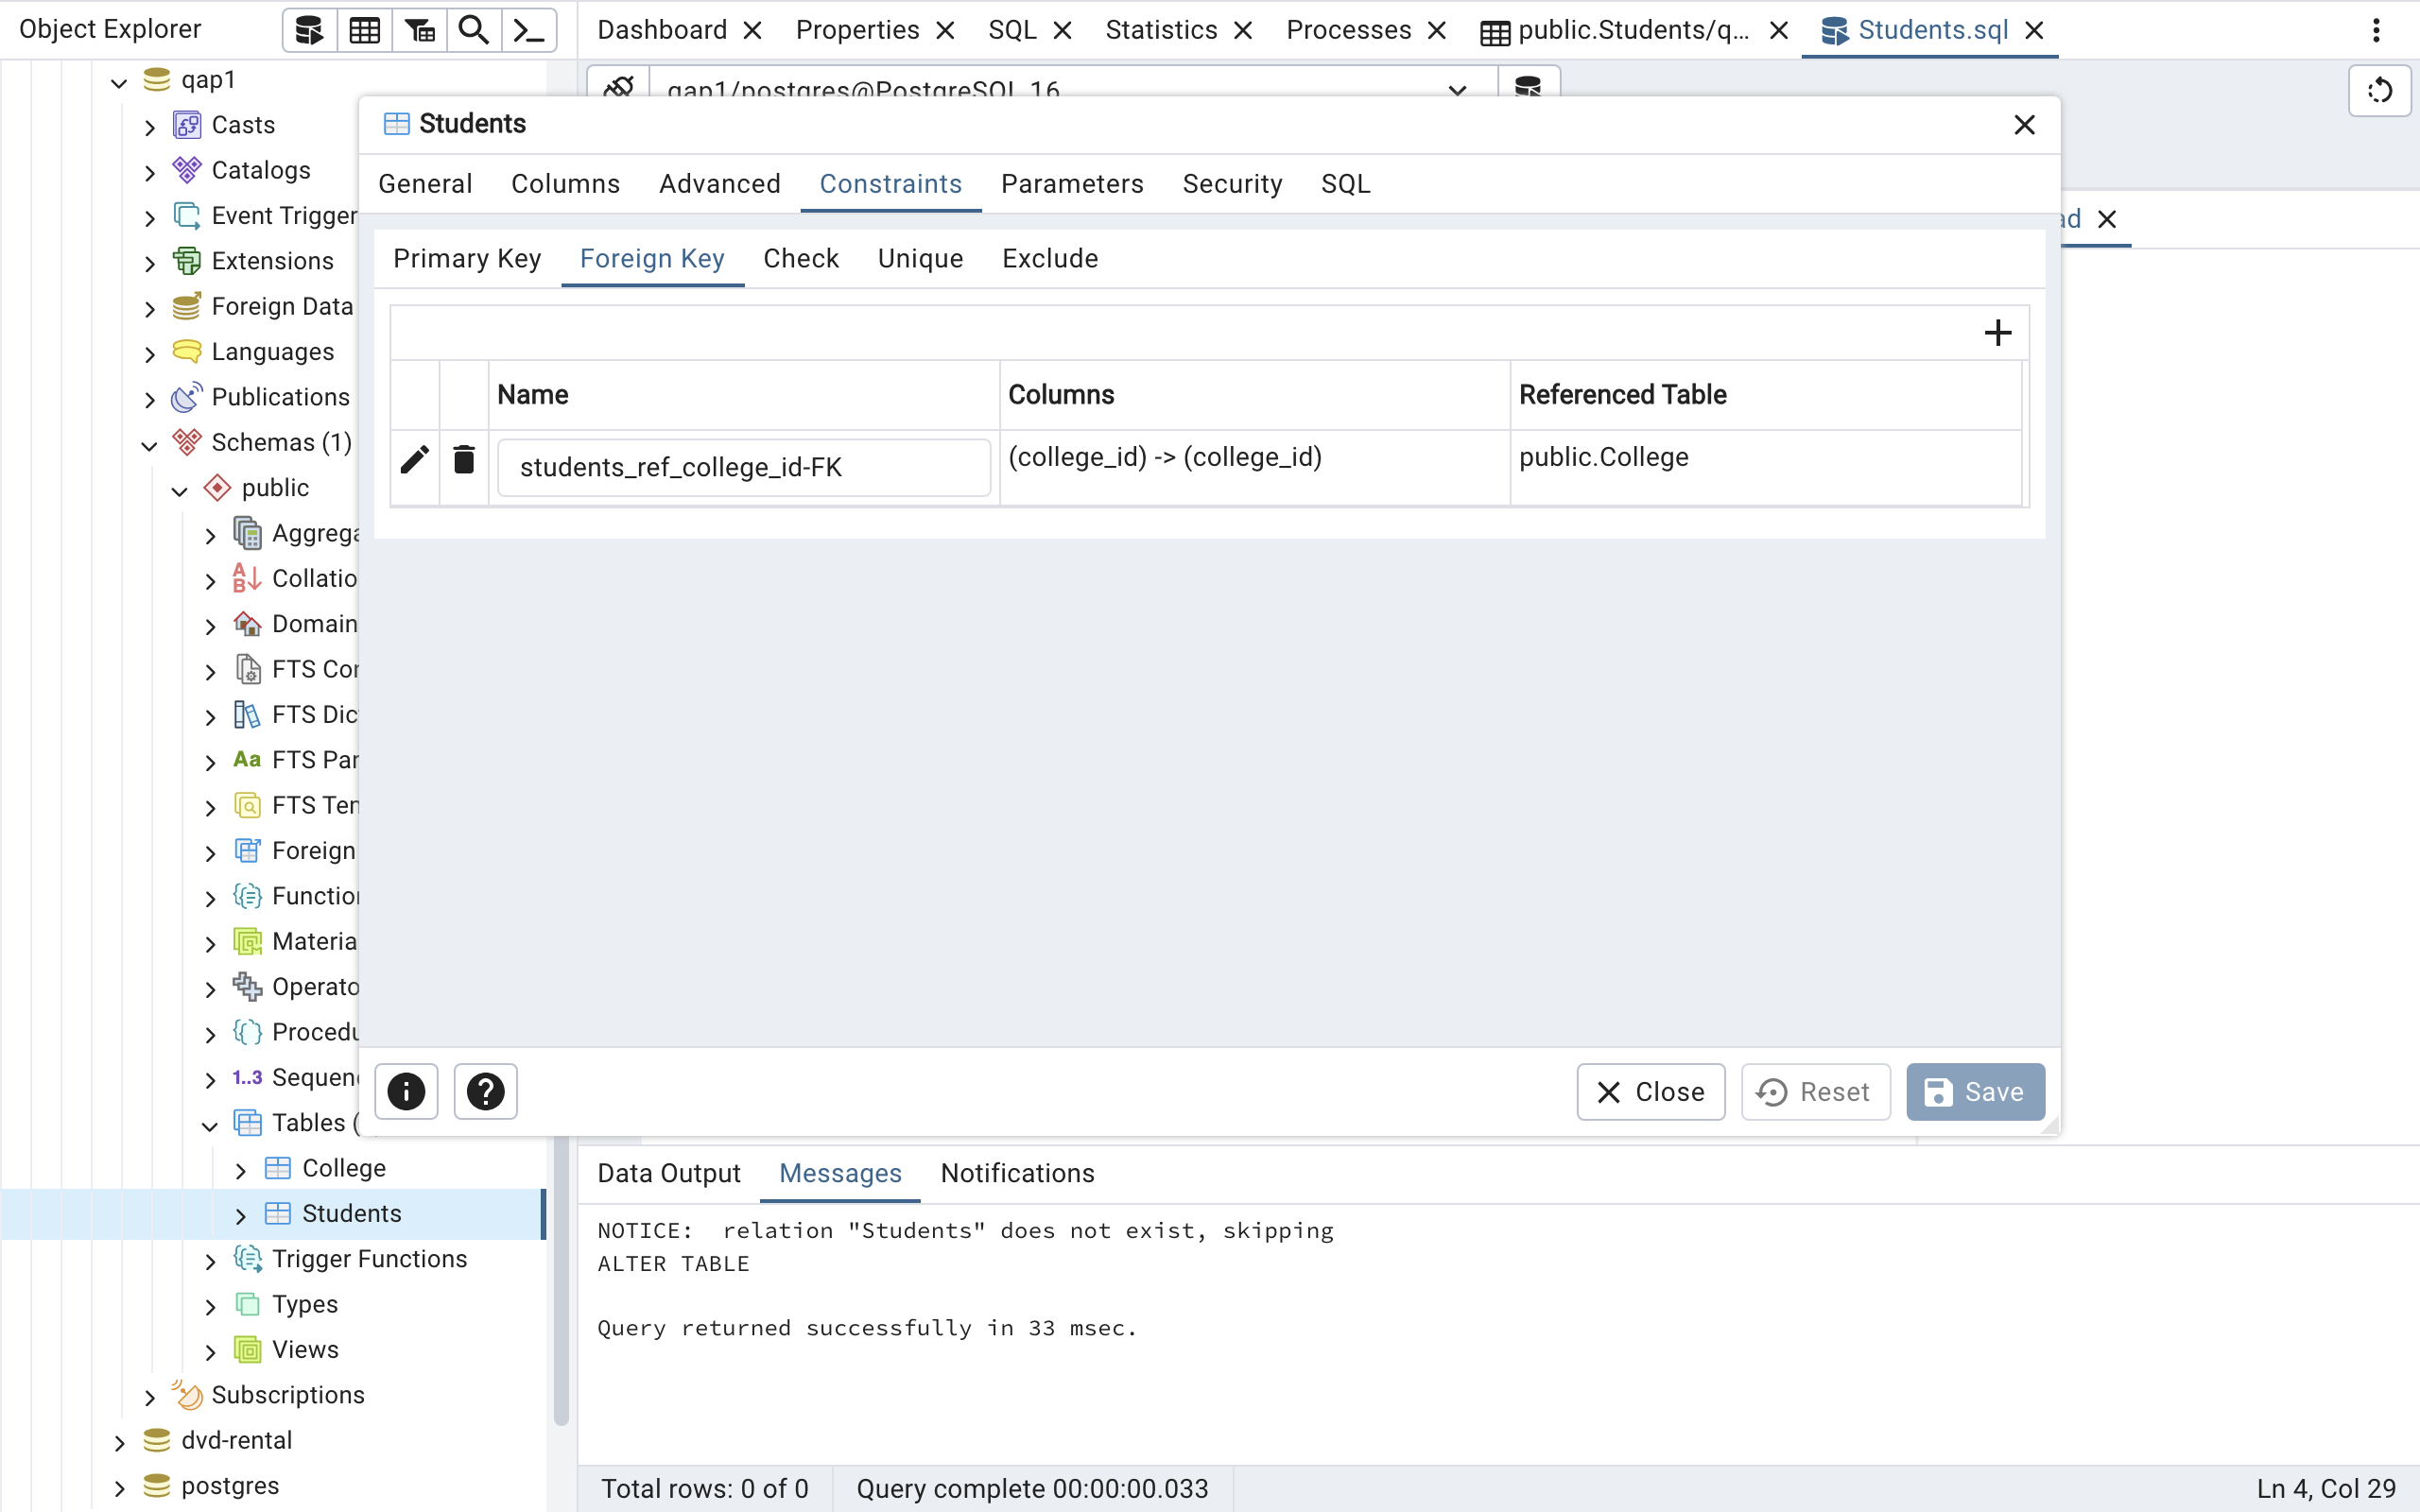 Object Explorer
Dashboard
Properties
SQL
Statistics
Processes
public.Students/q...
Students.sql
qap1
qap1/postgres@PostgreSQL 16
Casts
Catalogs
Event Trigger
Extensions
Foreign Data
Languages
Publications
Schemas (1)
public
Aggrega
Collatio
Domain
FTS Cor
FTS Dic
Aa FTS Par
FTS Ten
Foreign
Function
Materia
Operato
Procedu
1..3 Sequen
Tables (
College
Students
Trigger Functions
Types
Views
Subscriptions
dvd-rental
postgres
Students
General
Columns
Advanced
Constraints
Parameters
Security
SQL
ad
Primary Key
Foreign Key
Check
Unique
Exclude
Name
Columns
Referenced Table
students_ref_college_id-FK
(college_id) -> (college_id)
public.College
Close
Reset
Save
Data Output
Messages
Notifications
NOTICE:  relation "Students" does not exist, skipping
ALTER TABLE
Query returned successfully in 33 msec.
Total rows: 0 of 0
Query complete 00:00:00.033
Ln 4, Col 29